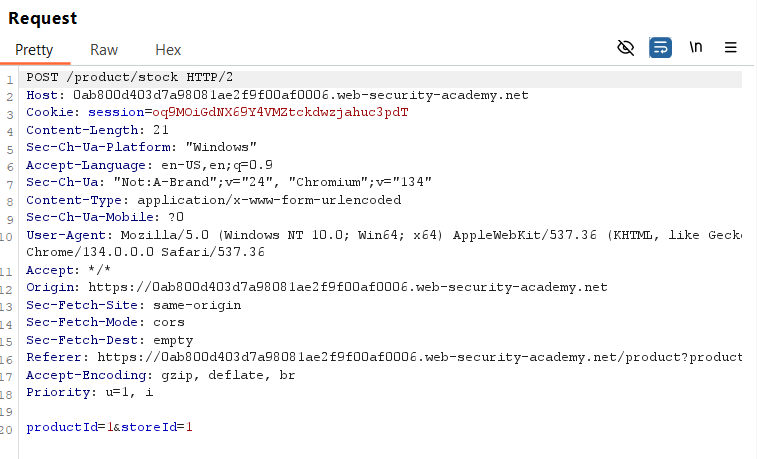 Request
Pretty Raw Hex \n
1 POST /product/stock HTTP/2
2 Host: 0ab800d403d7a98081ae2f9f00af0006.web-security-academy.net
3 Cookie: session=oq9MOiGdNX69Y4VMZtckdwzjahuc3pdT
4 Content-Length: 21
5 Sec-Ch-Ua-Platform: "Windows"
6 Accept-Language: en-US,en;q=0.9
7 Sec-Ch-Ua: "Not:A-Brand";v="24", "Chromium";v="134"
8 Content-Type: application/x-www-form-urlencoded
9 Sec-Ch-Ua-Mobile: ?0
10 User-Agent: Mozilla/5.0 (Windows NT 10.0; Win64; x64) AppleWebKit/537.36 (KHTML, like Gecko
Chrome/134.0.0.0 Safari/537.36
11 Accept: */*
12 Origin: https://0ab800d403d7a98081ae2f9f00af0006.web-security-academy.net
13 Sec-Fetch-Site: same-origin
14 Sec-Fetch-Mode: cors
15 Sec-Fetch-Dest: empty
16 Referer: https://0ab800d403d7a98081ae2f9f00af0006.web-security-academy.net/product?product
17 Accept-Encoding: gzip, deflate, br
18 Priority: u=1, i
19
20 productId=1&storeId=1